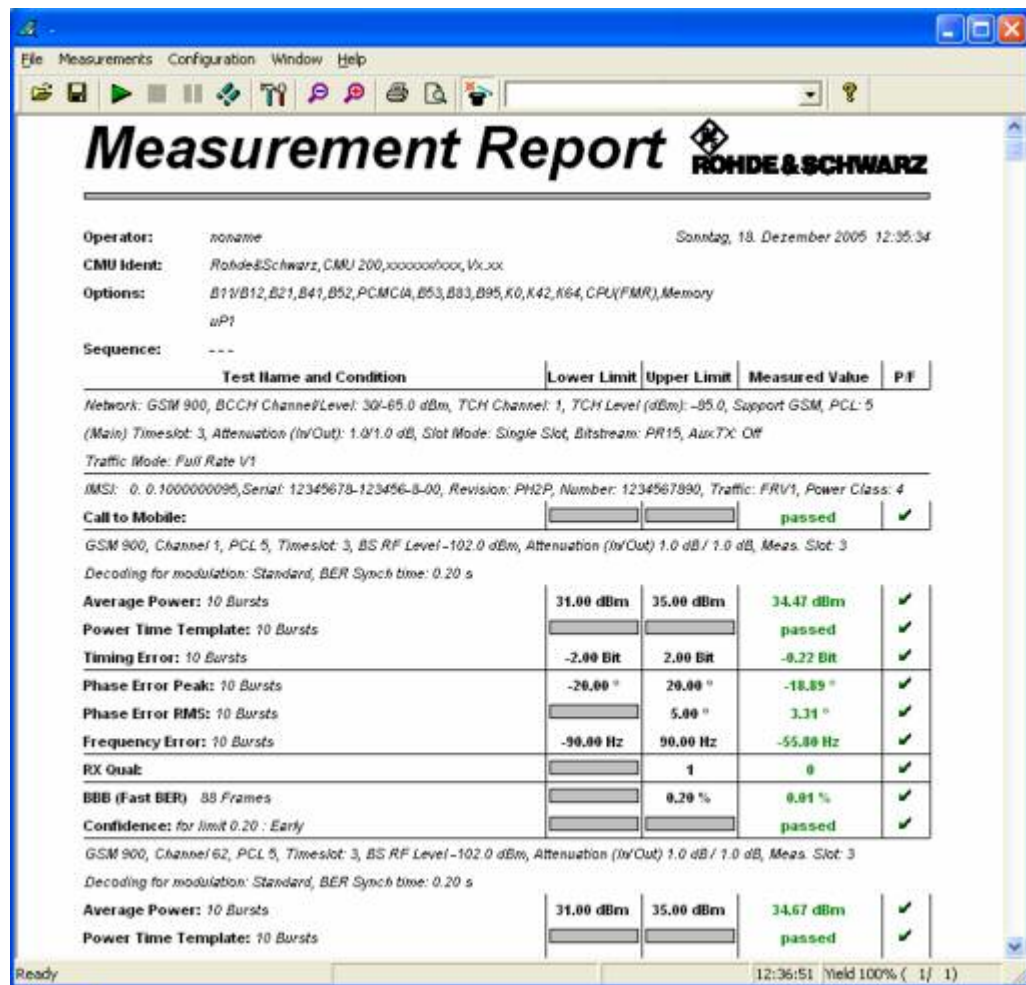 File Measurements Configuration Window Help
Measurement Report ROHDE & SCHWARZ
Operator: noname Sonntag, 18. Dezember 2005 12:35:34
CMU Ident: Rohde&Schwarz,CMU 200,xxxxxx/xxx,Vx.xx
Options: B11/B12,B21,B41,B52,PCMCIA,B53,B83,B95,K0,K42,K64,CPU(FMR),Memory
uP1
Sequence: ---
Test Name and Condition Lower Limit Upper Limit Measured Value P/F
Network: GSM 900, BCCH Channel/Level: 30/-65.0 dBm, TCH Channel: 1, TCH Level (dBm): -85.0, Support GSM, PCL: 5
(Main) Timeslot: 3, Attenuation (In/Out): 1.0/1.0 dB, Slot Mode: Single Slot, Bitstream: PR15, Aux.TX: Off
Traffic Mode: Full Rate V1
IMSI: 0. 0.1000000095,Serial: 12345678-123456-8-00, Revision: PH2P, Number: 1234567890, Traffic: FRV1, Power Class: 4
Call to Mobile: passed ✔
GSM 900, Channel 1, PCL 5, Timeslot: 3, BS RF Level -102.0 dBm, Attenuation (In/Out) 1.0 dB / 1.0 dB, Meas. Slot: 3
Decoding for modulation: Standard, BER Synch time: 0.20 s
Average Power: 10 Bursts 31.00 dBm 35.00 dBm 34.47 dBm ✔
Power Time Template: 10 Bursts passed ✔
Timing Error: 10 Bursts -2.00 Bit 2.00 Bit -0.22 Bit ✔
Phase Error Peak: 10 Bursts -20.00 ° 20.00 ° -18.89 ° ✔
Phase Error RMS: 10 Bursts 5.00 ° 3.31 ° ✔
Frequency Error: 10 Bursts -90.00 Hz 90.00 Hz -55.80 Hz ✔
RX Qual: 1 0 ✔
BBB (Fast BER) 88 Frames 0.20 % 0.01 % ✔
Confidence: for limit 0.20 : Early passed ✔
GSM 900, Channel 62, PCL 5, Timeslot: 3, BS RF Level -102.0 dBm, Attenuation (In/Out) 1.0 dB / 1.0 dB, Meas. Slot: 3
Decoding for modulation: Standard, BER Synch time: 0.20 s
Average Power: 10 Bursts 31.00 dBm 35.00 dBm 34.67 dBm ✔
Power Time Template: 10 Bursts passed ✔
Ready 12:36:51 Yield 100% ( 1/ 1)